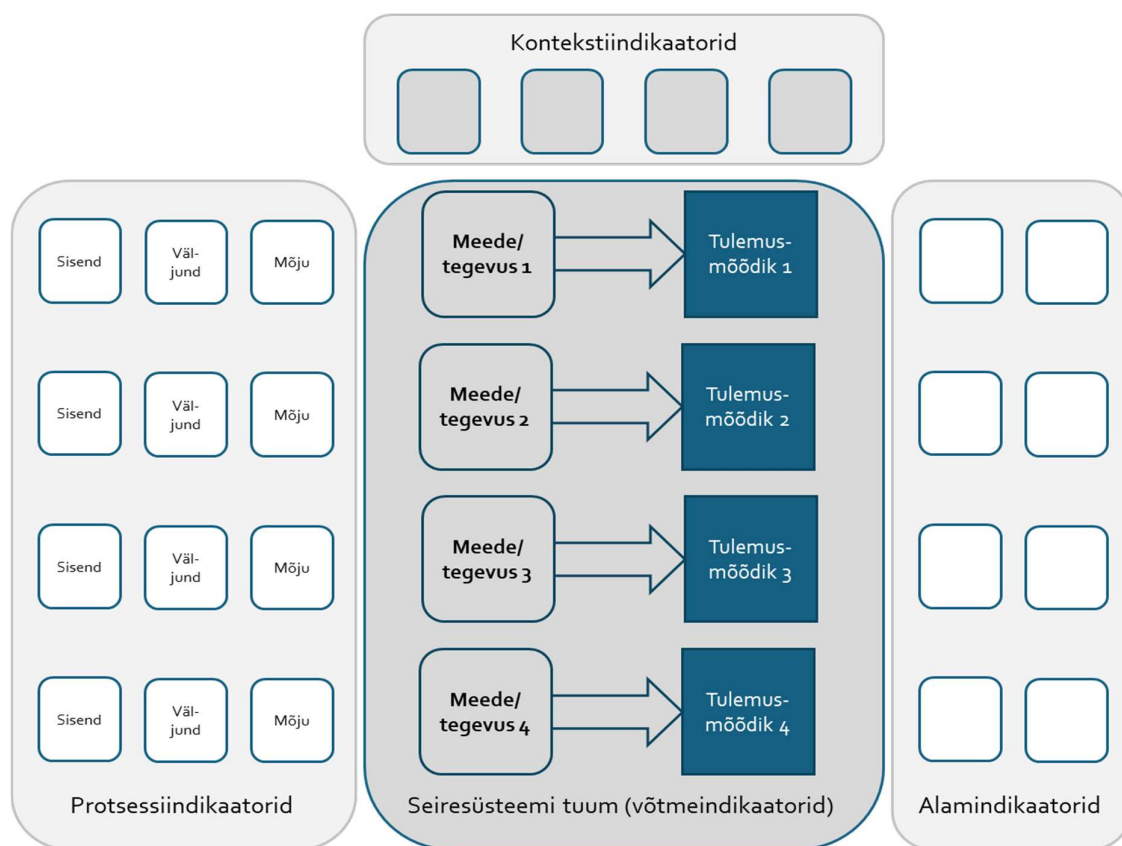 Kontekstiindikaatorid
Sisend
Väl-
jund
Mõju
Meede/
tegevus 1
Tulemus-
mõõdik 1
Sisend
Väl-
jund
Mõju
Meede/
tegevus 2
Tulemus-
mõõdik 2
Sisend
Väl-
jund
Mõju
Meede/
tegevus 3
Tulemus-
mõõdik 3
Sisend
Väl-
jund
Mõju
Meede/
tegevus 4
Tulemus-
mõõdik 4
Protsessiindikaatorid
Seiresüsteemi tuum (võtmeindikaatorid)
Alamindikaatorid